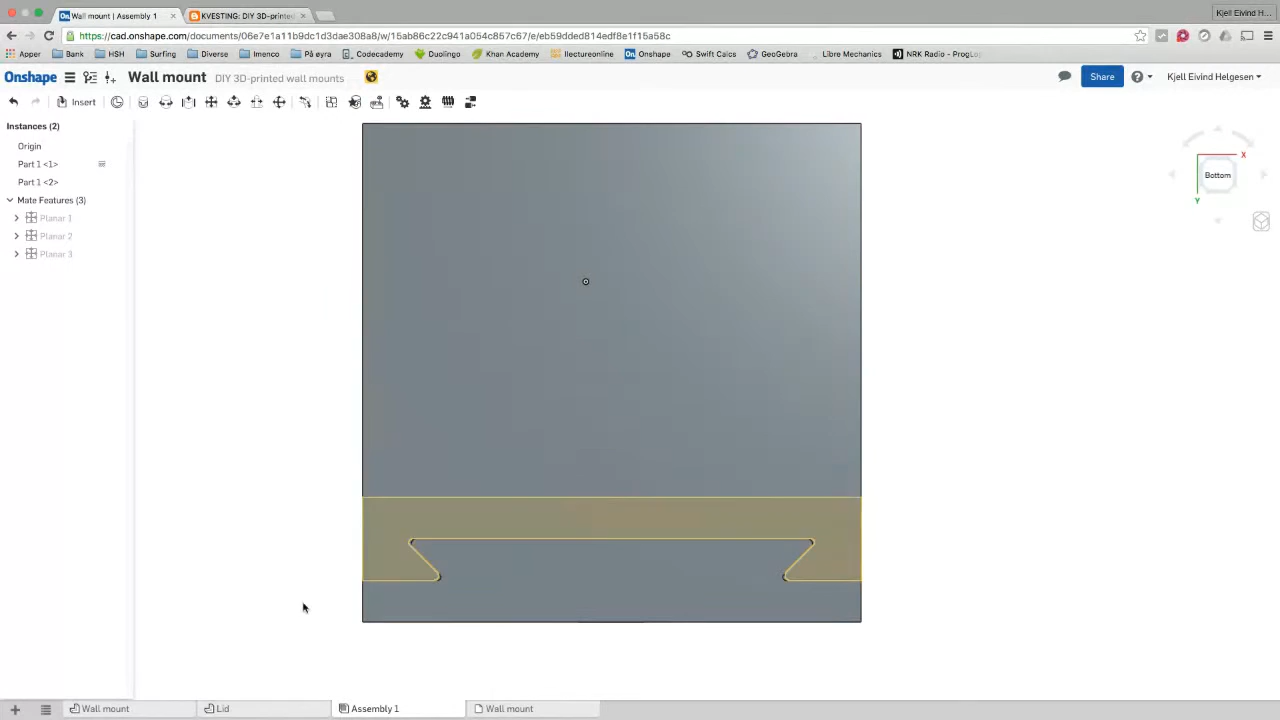 Wall mount | Assembly 1
KVESTING: DIY 3D-printed
Kjell Eivind H...
https://cad.onshape.com/documents/06e7e1a11b9dc1d3dae308a8/w/15ab86c22c941a054c857c67/e/eb59dded814edf8e1f15a58c
Apper Bank HSH Surfing Diverse Imenco På øyra Codecademy Duolingo Khan Academy Ilectureonline Onshape Swift Calcs GeoGebra Libre Mechanics NRK Radio - ProgLo
Onshape Wall mount DIY 3D-printed wall mounts Share Kjell Eivind Helgesen
Insert
Instances (2)
Origin
Part 1 <1>
Part 1 <2>
Mate Features (3)
Planar 1
Planar 2
Planar 3
X
Bottom
Y
Wall mount Lid Assembly 1 Wall mount